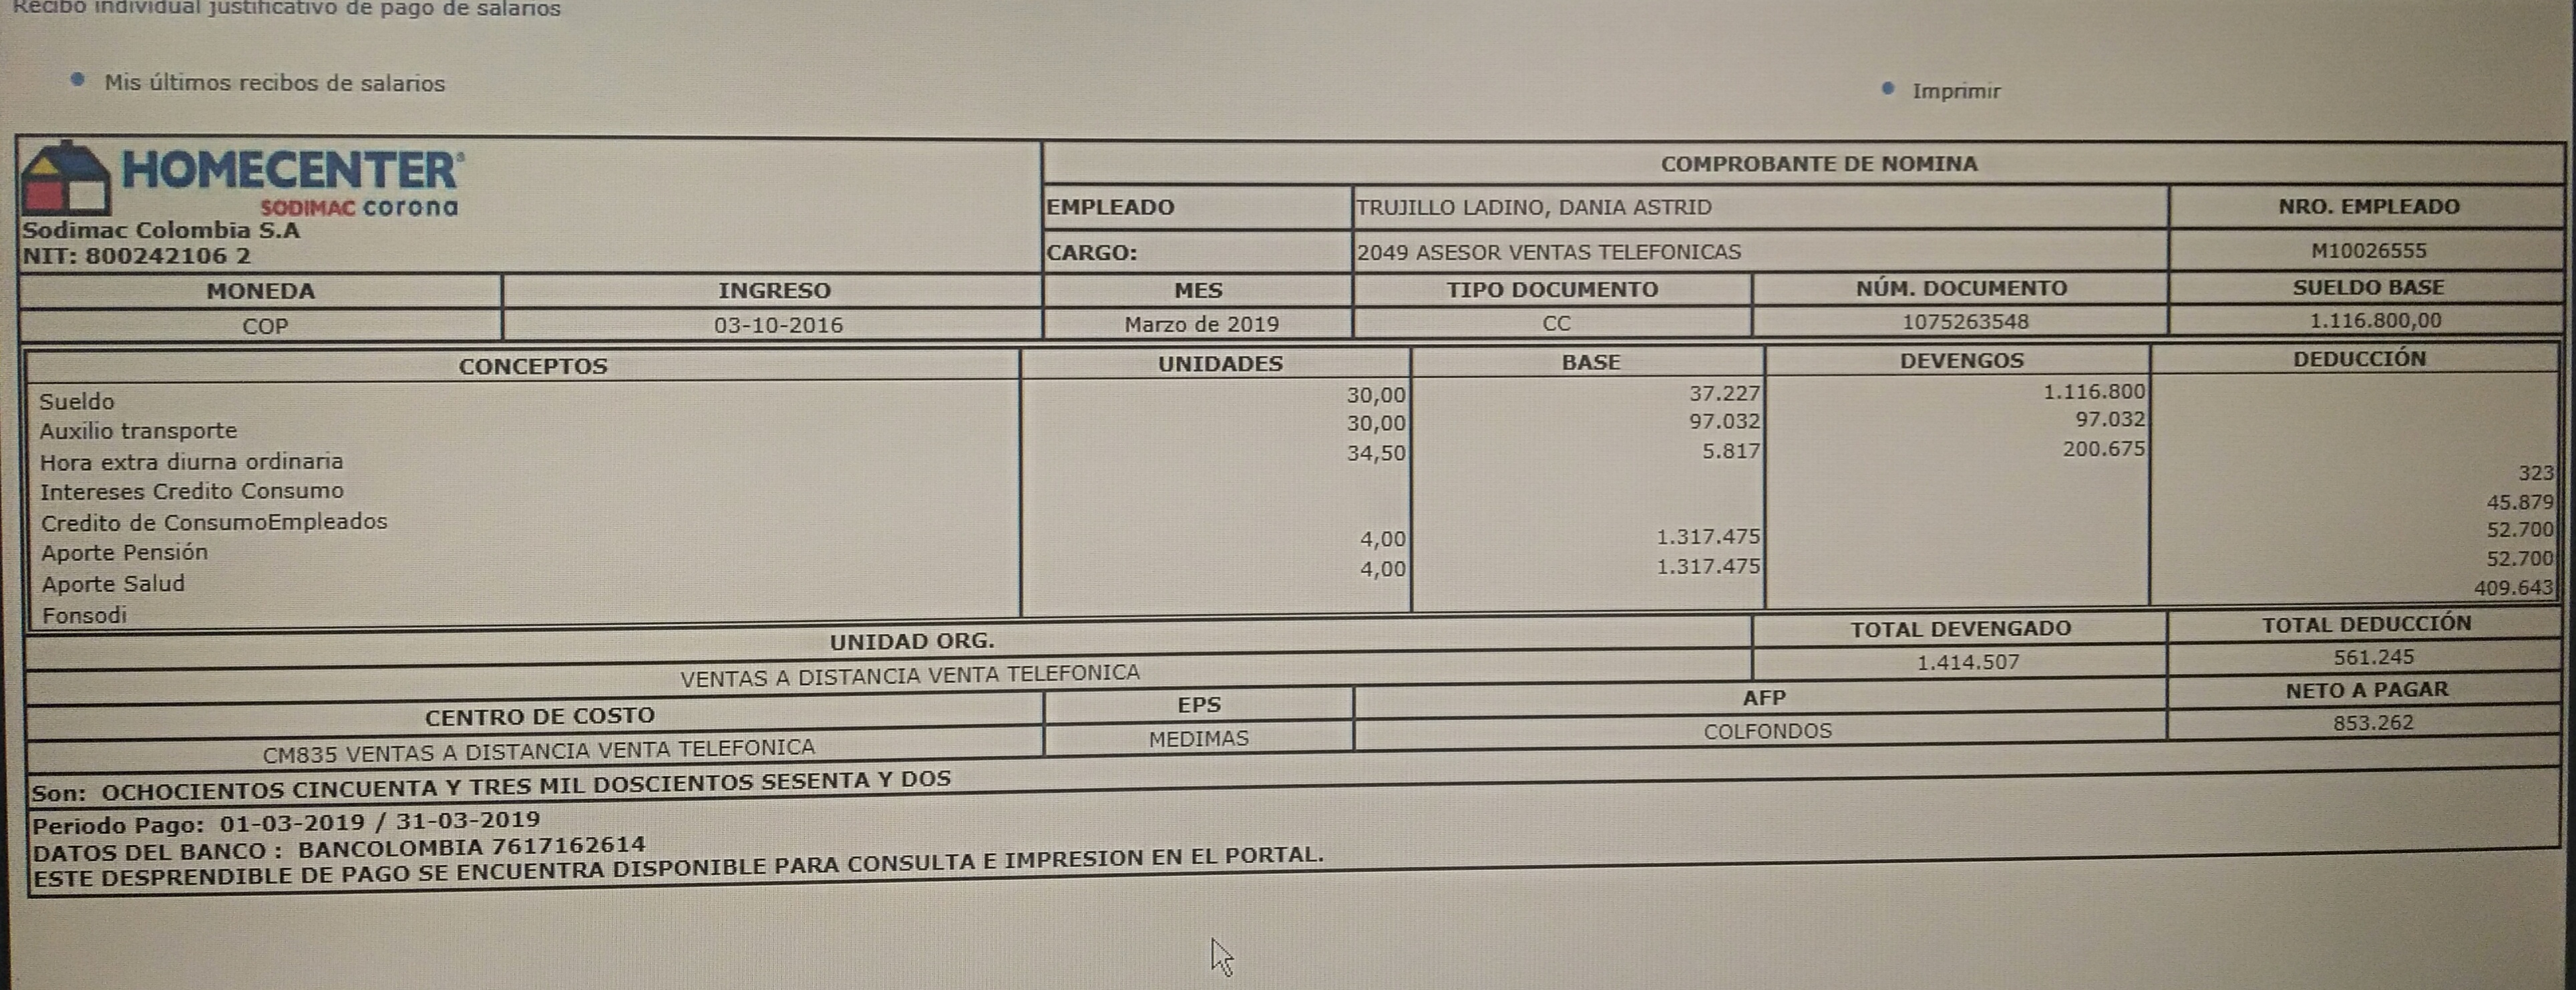 Recibo individual justificativo de pago de salarios
Mis últimos recibos de salarios
Imprimir
HOMECENTER®
SODIMAC corona
Sodimac Colombia S.A
NIT: 800242106 2
COMPROBANTE DE NOMINA
EMPLEADO TRUJILLO LADINO, DANIA ASTRID NRO. EMPLEADO
CARGO: 2049 ASESOR VENTAS TELEFONICAS M10026555
MONEDA INGRESO MES TIPO DOCUMENTO NÚM. DOCUMENTO SUELDO BASE
COP 03-10-2016 Marzo de 2019 CC 1075263548 1.116.800,00
CONCEPTOS UNIDADES BASE DEVENGOS DEDUCCIÓN
Sueldo 30,00 37.227 1.116.800
Auxilio transporte 30,00 97.032 97.032
Hora extra diurna ordinaria 34,50 5.817 200.675
Intereses Credito Consumo 323
Credito de ConsumoEmpleados 45.879
Aporte Pensión 4,00 1.317.475 52.700
Aporte Salud 4,00 1.317.475 52.700
Fonsodi 409.643
UNIDAD ORG. TOTAL DEVENGADO TOTAL DEDUCCIÓN
VENTAS A DISTANCIA VENTA TELEFONICA 1.414.507 561.245
CENTRO DE COSTO EPS AFP NETO A PAGAR
CM835 VENTAS A DISTANCIA VENTA TELEFONICA MEDIMAS COLFONDOS 853.262
Son: OCHOCIENTOS CINCUENTA Y TRES MIL DOSCIENTOS SESENTA Y DOS
Periodo Pago: 01-03-2019 / 31-03-2019
DATOS DEL BANCO : BANCOLOMBIA 7617162614
ESTE DESPRENDIBLE DE PAGO SE ENCUENTRA DISPONIBLE PARA CONSULTA E IMPRESION EN EL PORTAL.